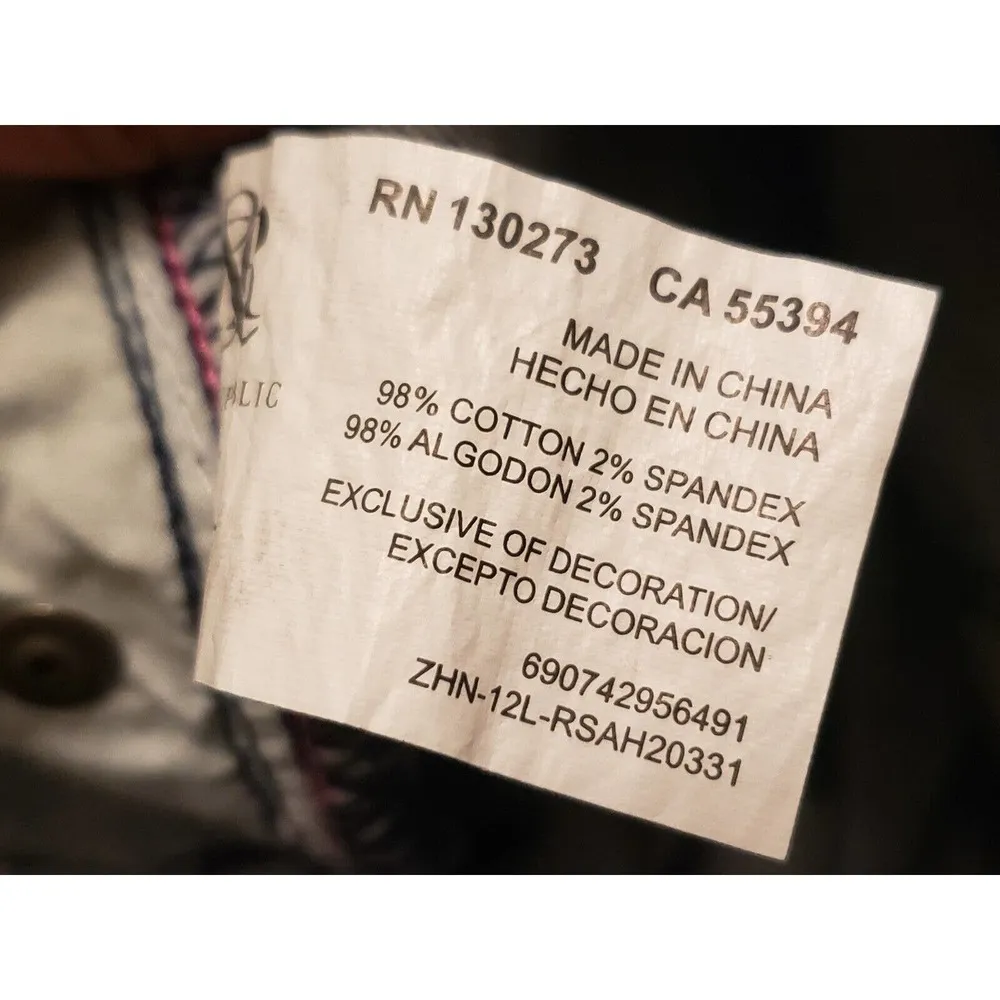 RN 130273 CA 55394
MADE IN CHINA
HECHO EN CHINA
98% COTTON 2% SPANDEX
98% ALGODON 2% SPANDEX
EXCLUSIVE OF DECORATION/
EXCEPTO DECORACION
690742956491
ZHN-12L-RSAH20331